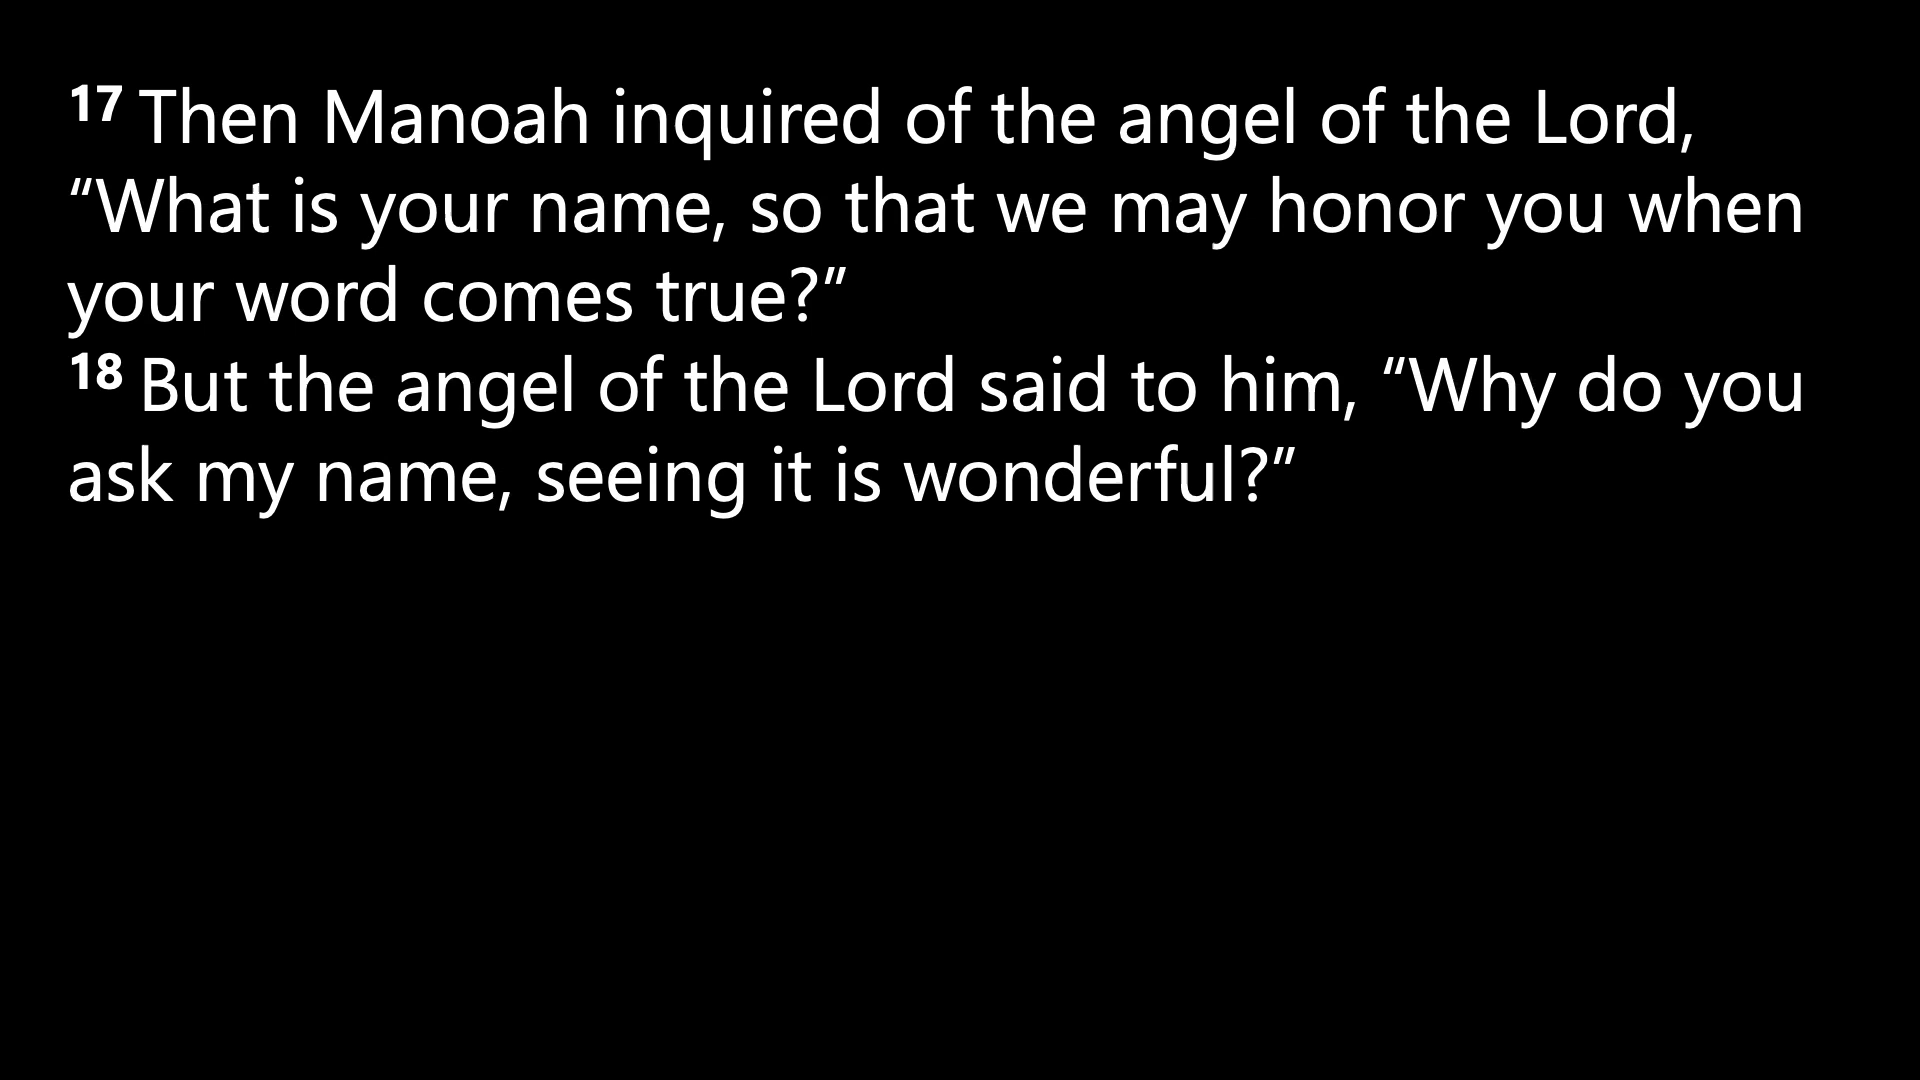 17 Then Manoah inquired of the angel of the Lord,
“What is your name, so that we may honor you when
your word comes true?”
18 But the angel of the Lord said to him, “Why do you
ask my name, seeing it is wonderful?”